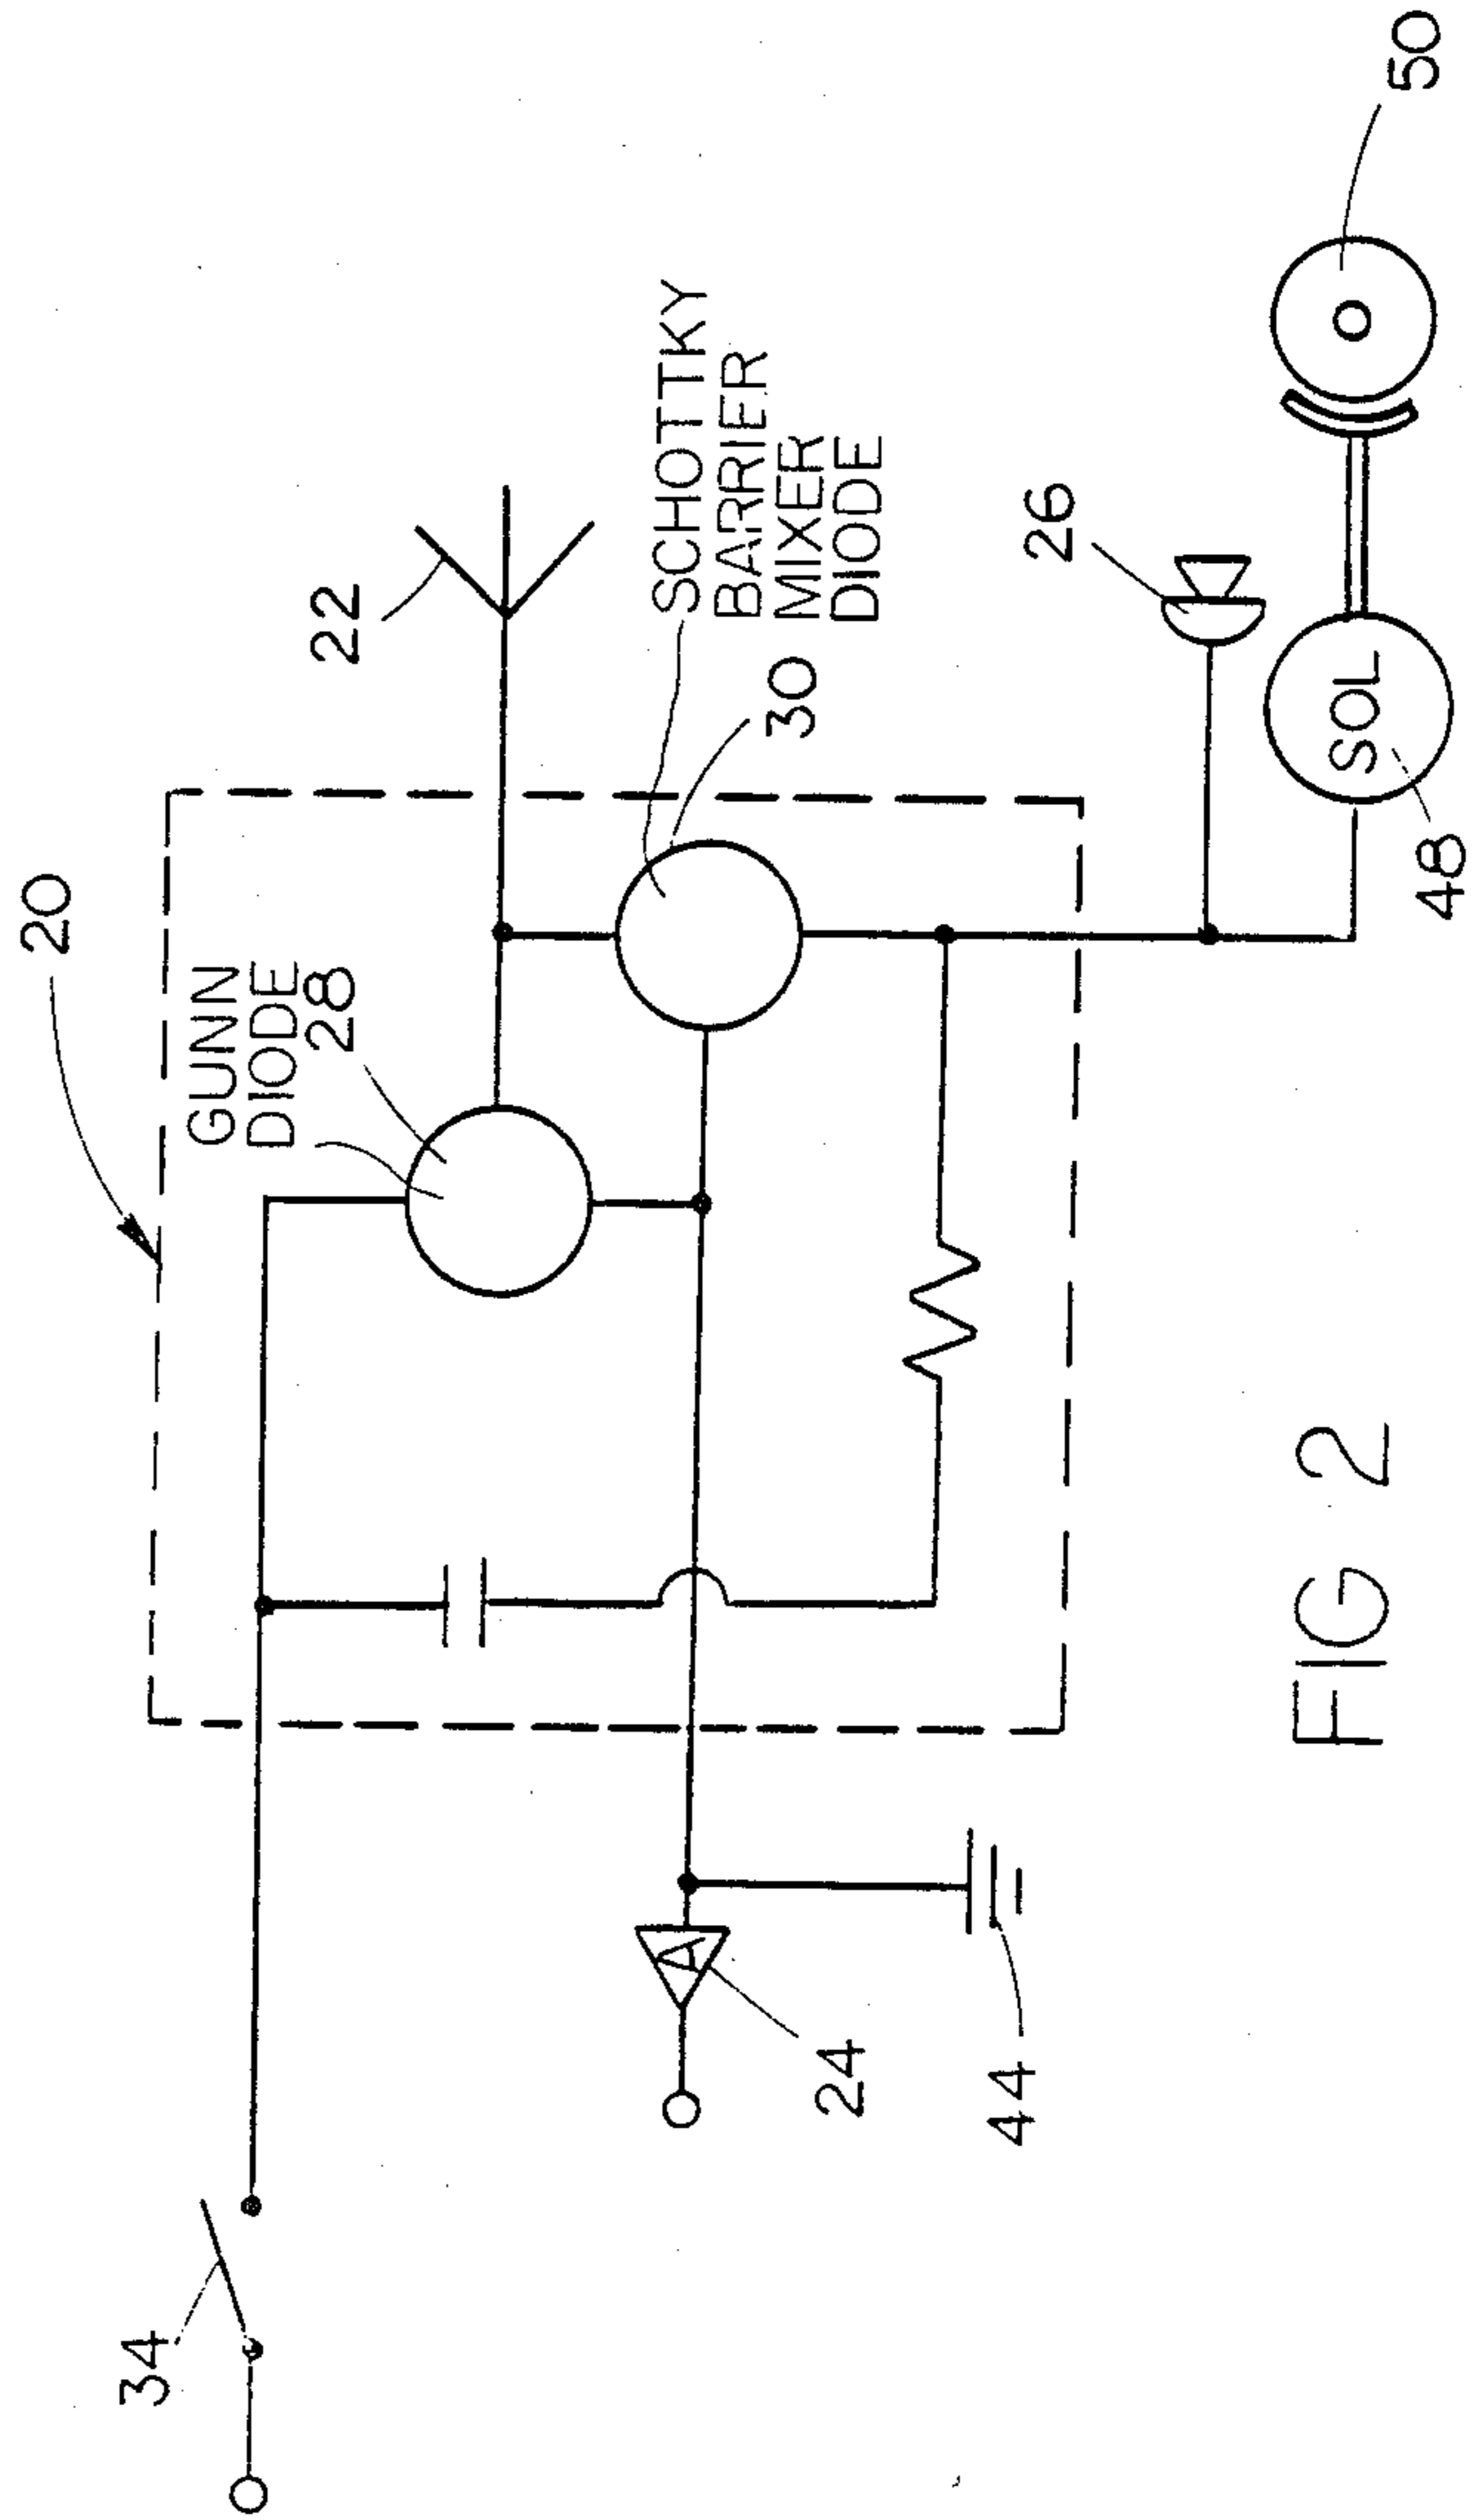 20
GUNN
DIODE
28
22
SCHOTTKY
BARRIER
MIXER
DIODE
30
34
A
24
44
26
SOL
48
50
FIG 2